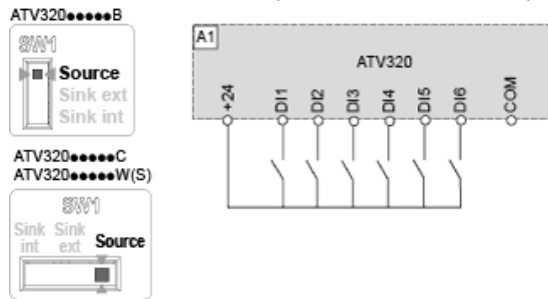 ATV320●●●●●B
SW1
Source
Sink ext
Sink int
ATV320●●●●●C
ATV320●●●●●W(S)
SW1
Sink int
Sink ext
Source
A1
ATV320
+24
DI1
DI2
DI3
DI4
DI5
DI6
COM